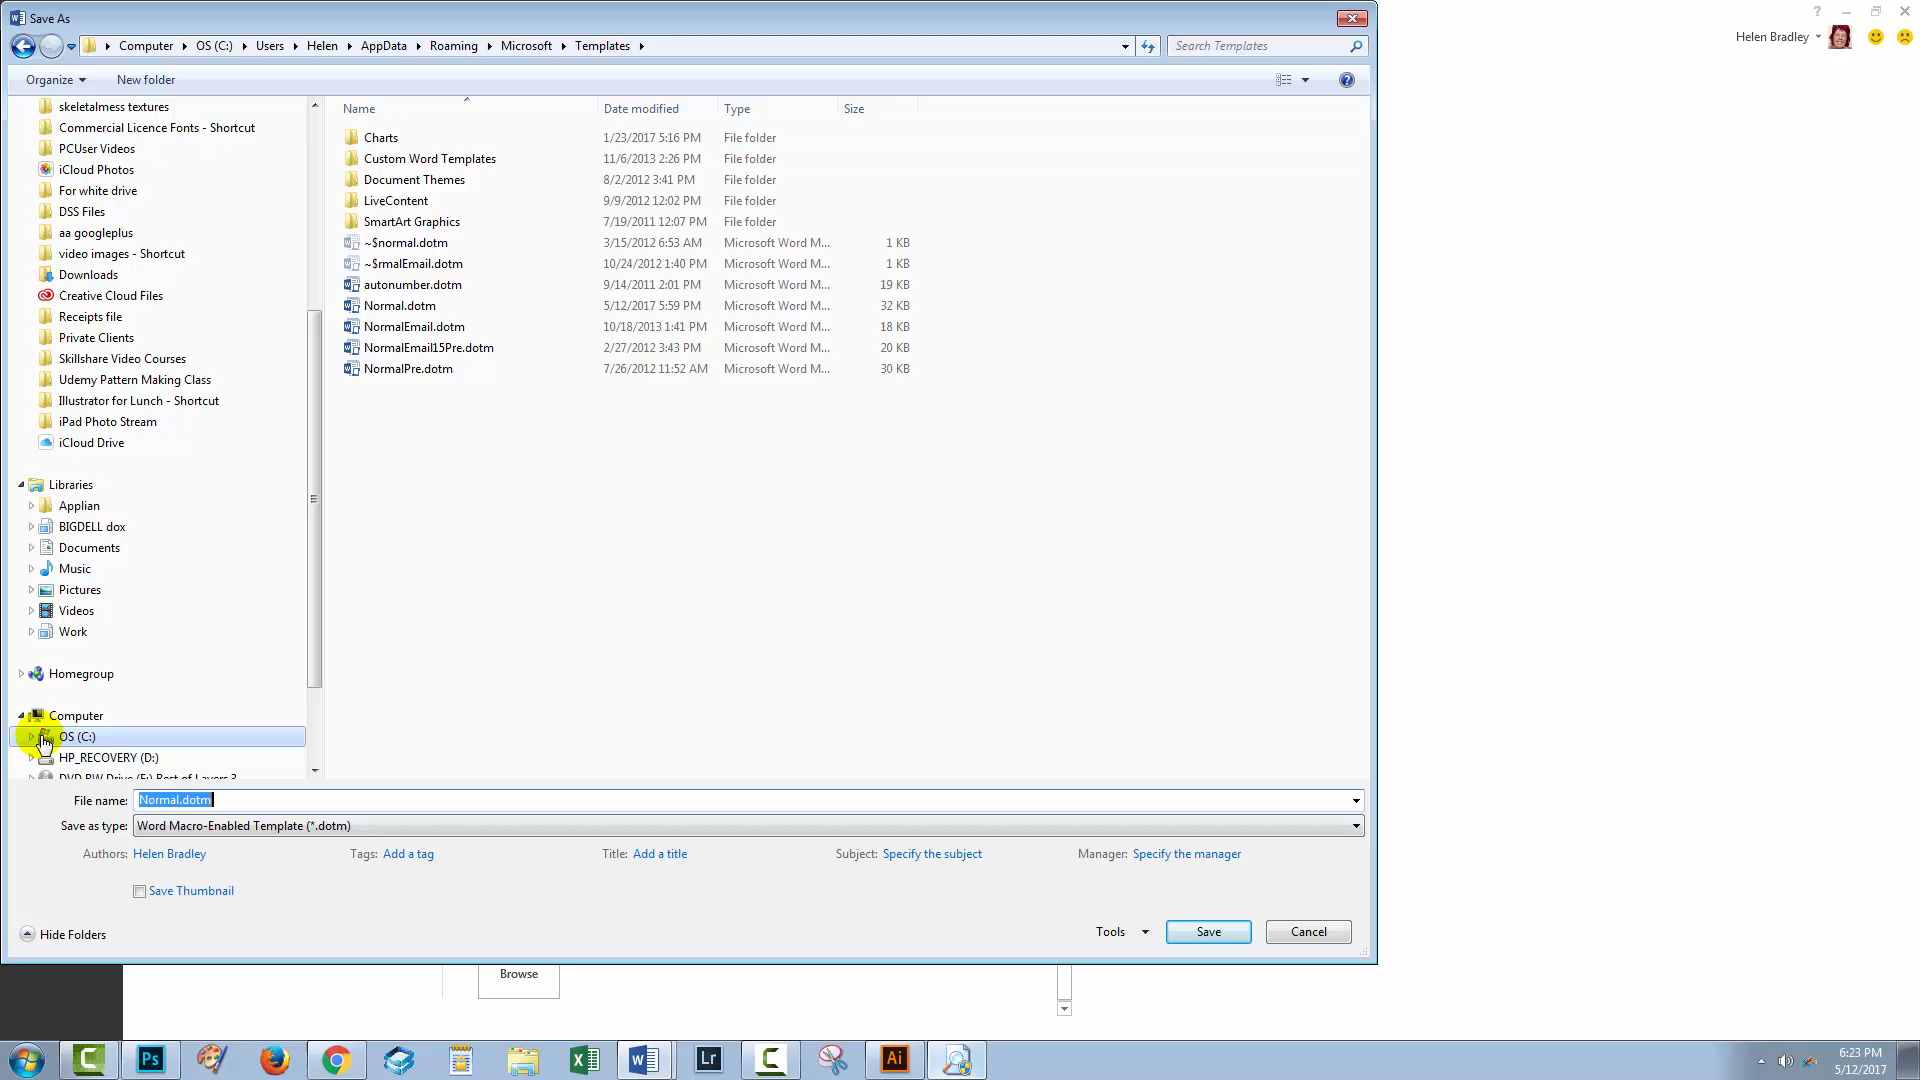 Save As
Computer OS (C:) Users Helen AppData Roaming Microsoft Templates
Search Templates
Helen Bradley
Organize New folder
Name Date modified Type Size
skeletalmess textures
Commercial Licence Fonts - Shortcut
PCUser Videos
iCloud Photos
For white drive
DSS Files
aa googleplus
video images - Shortcut
Downloads
Creative Cloud Files
Receipts file
Private Clients
Skillshare Video Courses
Udemy Pattern Making Class
Illustrator for Lunch - Shortcut
iPad Photo Stream
iCloud Drive
Libraries
Applian
BIGDELL dox
Documents
Music
Pictures
Videos
Work
Homegroup
Computer
OS (C:)
HP_RECOVERY (D:)
DVD RW Drive (E:) Best of Layers 3
Charts 1/23/2017 5:16 PM File folder
Custom Word Templates 11/6/2013 2:26 PM File folder
Document Themes 8/2/2012 3:41 PM File folder
LiveContent 9/9/2012 12:02 PM File folder
SmartArt Graphics 7/19/2011 12:07 PM File folder
~$normal.dotm 3/15/2012 6:53 AM Microsoft Word M... 1 KB
~$rmalEmail.dotm 10/24/2012 1:40 PM Microsoft Word M... 1 KB
autonumber.dotm 9/14/2011 2:01 PM Microsoft Word M... 19 KB
Normal.dotm 5/12/2017 5:59 PM Microsoft Word M... 32 KB
NormalEmail.dotm 10/18/2013 1:41 PM Microsoft Word M... 18 KB
NormalEmail15Pre.dotm 2/27/2012 3:43 PM Microsoft Word M... 20 KB
NormalPre.dotm 7/26/2012 11:52 AM Microsoft Word M... 30 KB
File name: Normal.dotm
Save as type: Word Macro-Enabled Template (*.dotm)
Authors: Helen Bradley Tags: Add a tag Title: Add a title Subject: Specify the subject Manager: Specify the manager
Save Thumbnail
Hide Folders Tools Save Cancel
Browse
Ps Lr Ai
6:23 PM
5/12/2017